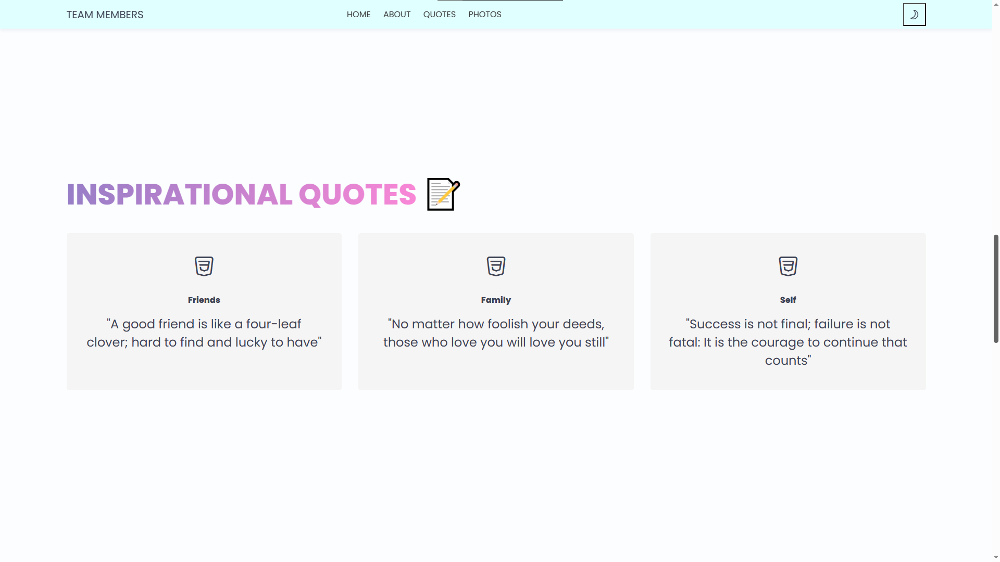 TEAM MEMBERS
HOME ABOUT QUOTES PHOTOS
INSPIRATIONAL QUOTES
Friends
"A good friend is like a four-leaf
clover; hard to find and lucky to have"
Family
"No matter how foolish your deeds,
those who love you will love you still"
Self
"Success is not final; failure is not
fatal: It is the courage to continue that
counts"